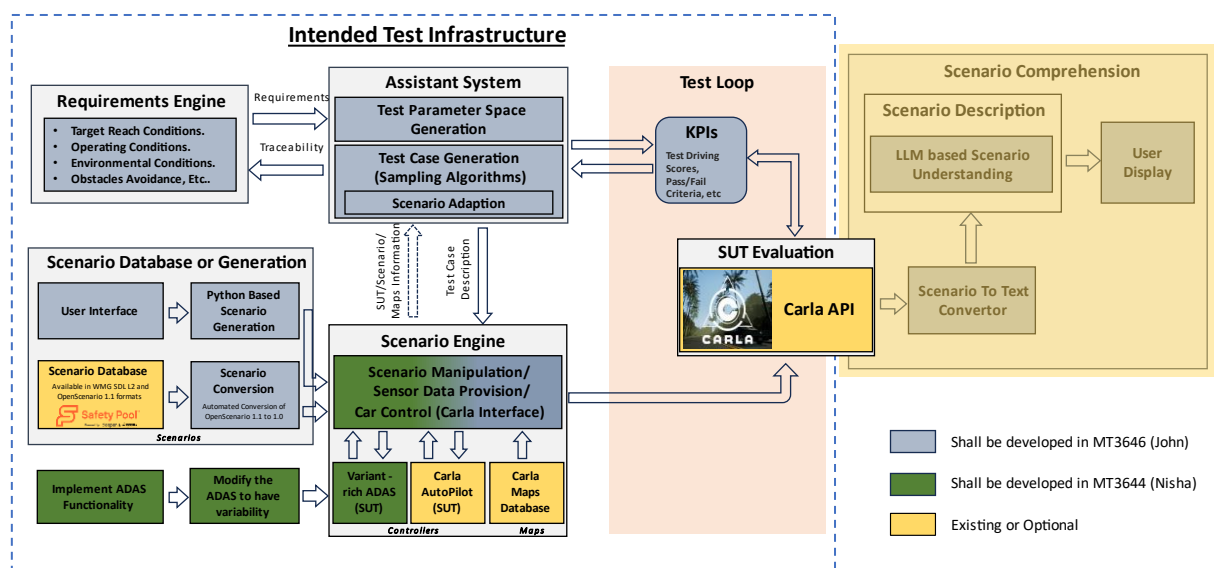 Intended Test Infrastructure
Requirements Engine
• Target Reach Conditions.
• Operating Conditions.
• Environmental Conditions.
• Obstacles Avoidance, Etc..
Requirements
Traceability
Assistant System
Test Parameter Space
Generation
Test Case Generation
(Sampling Algorithms)
Scenario Adaption
Test Loop
KPIs
Test Driving
Scores,
Pass/Fail
Criteria, etc
Scenario Comprehension
Scenario Description
LLM based Scenario
Understanding
User
Display
Scenario To Text
Convertor
SUT Evaluation
CARLA
Carla API
SUT/Scenario/
Maps Information
Test Case
Description
Scenario Database or Generation
User Interface
Python Based
Scenario
Generation
Scenario Database
Available in WMG SDL L2 and
OpenScenario 1.1 formats
Safety Pool
Scenario
Conversion
Automated Conversion of
OpenScenario 1.1 to 1.0
Scenarios
Scenario Engine
Scenario Manipulation/
Sensor Data Provision/
Car Control (Carla Interface)
Implement ADAS
Functionality
Modify the
ADAS to have
variability
Variant -
rich ADAS
(SUT)
Carla
AutoPilot
(SUT)
Carla
Maps
Database
Controllers
Maps
Shall be developed in MT3646 (John)
Shall be developed in MT3644 (Nisha)
Existing or Optional